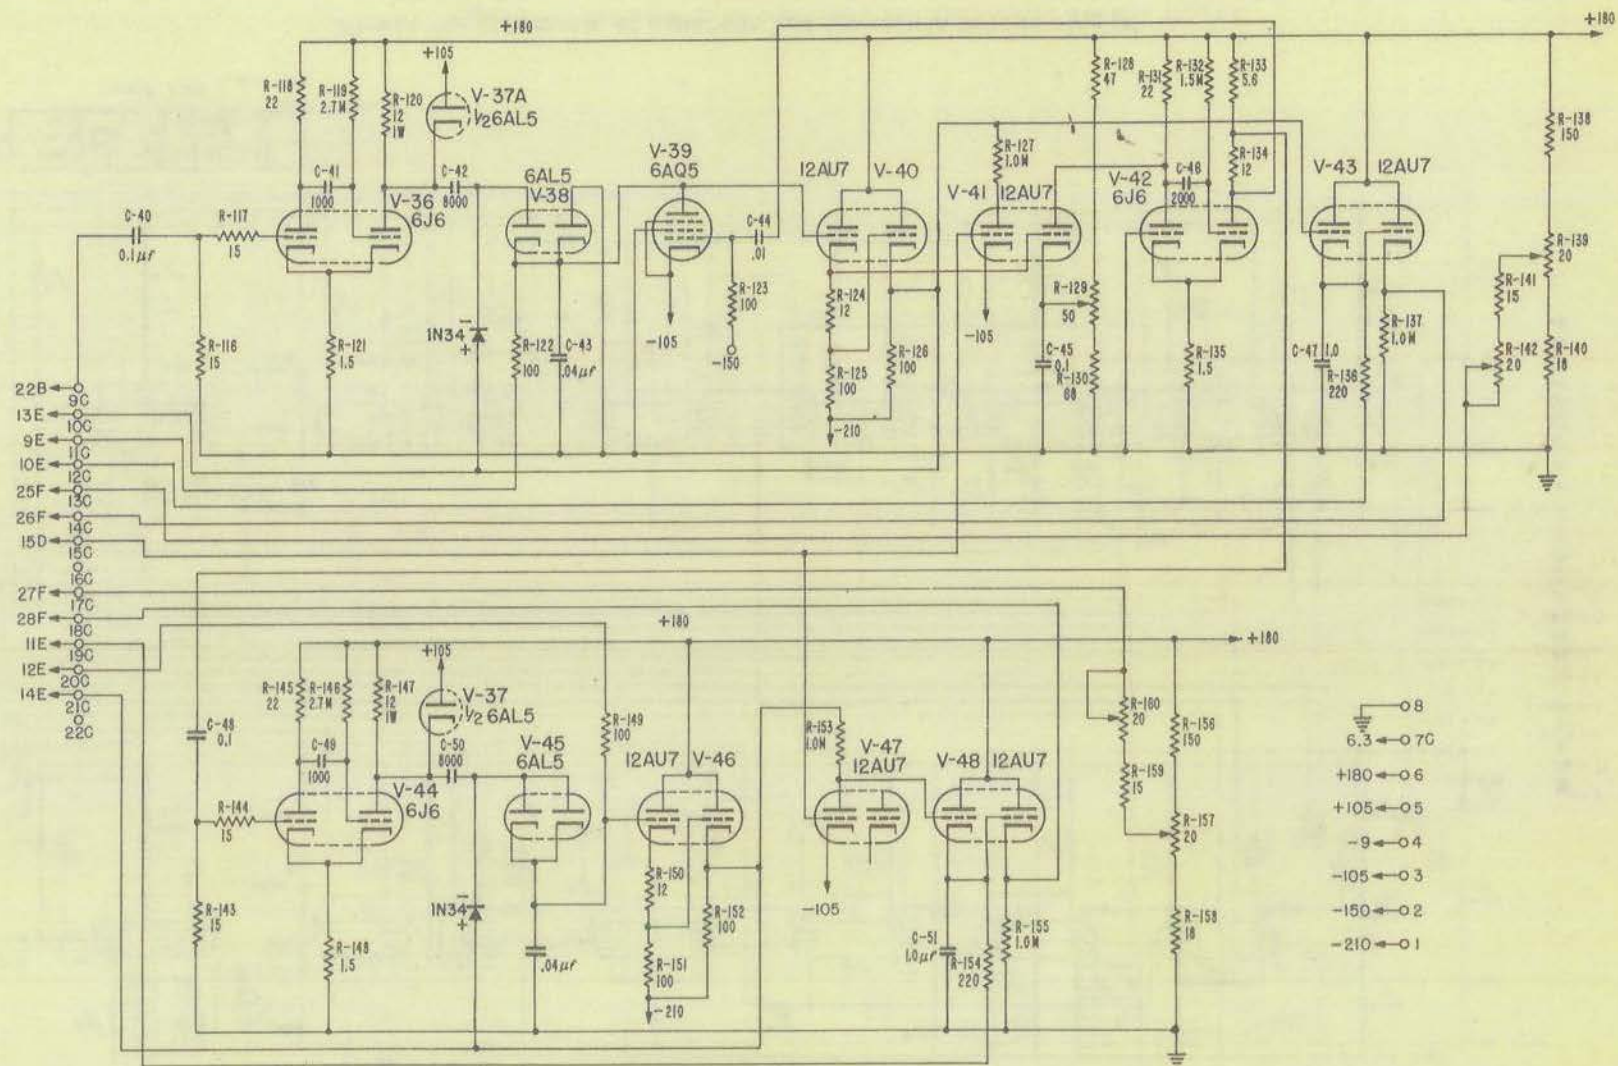 +180
+180
+105
R-118
22
R-119
2.7M
R-120
12
1W
V-37A
½6AL5
R-128
47
R-131
22
R-132
1.5M
R-133
5.6
R-138
150
C-41
1000
C-42
8000
V-36
6J6
6AL5
V-38
V-39
6AQ5
C-44
.01
12AU7
V-40
R-127
1.0M
V-41
12AU7
V-42
6J6
C-46
2000
R-134
12
V-43
12AU7
C-40
0.1μf
R-117
15
R-139
20
R-141
15
R-123
100
R-124
12
R-129
50
R-116
15
R-121
1.5
1N34
-
+
R-122
100
C-43
.04μf
-105
-150
R-125
100
R-126
100
-210
-105
C-45
0.1
R-130
68
R-135
1.5
C-47
1.0
R-136
220
R-137
1.0M
R-142
20
R-140
18
22B
9C
13E
10C
9E
11C
10E
12C
25F
13C
26F
14C
15D
15C
16C
27F
17C
28F
18C
11E
19C
12E
20C
14E
21C
22C
+180
+180
+105
R-145
22
R-146
2.7M
R-147
12
1W
V-37
½6AL5
C-48
0.1
C-49
1000
C-50
8000
V-44
6J6
V-45
6AL5
R-149
100
12AU7
V-46
R-153
1.0M
V-47
12AU7
V-48
12AU7
R-160
20
R-156
150
R-159
15
R-157
20
R-144
15
R-143
15
R-148
1.5
1N34
-
+
.04μf
R-150
12
R-151
100
R-152
100
-210
-105
C-51
1.0μf
R-154
220
R-155
1.0M
R-158
18
8
6.3 7C
+180 6
+105 5
-9 4
-105 3
-150 2
-210 1